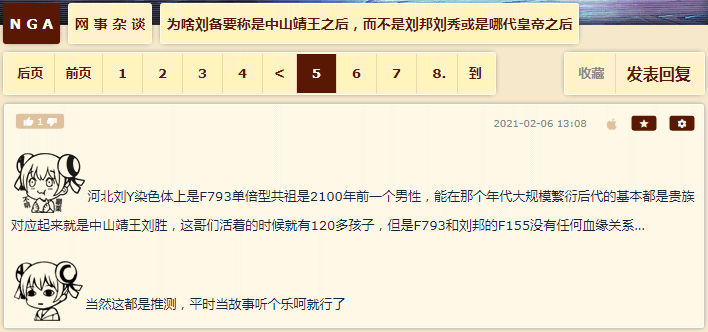 NGA 网事杂谈 为啥刘备要称是中山靖王之后，而不是刘邦刘秀或是哪代皇帝之后
后页 前页 1 2 3 4 < 5 6 7 8. 到 收藏 发表回复
1 2021-02-06 13:08
河北刘Y染色体上是F793单倍型共祖是2100年前一个男性，能在那个年代大规模繁衍后代的基本都是贵族
对应起来就是中山靖王刘胜，这哥们活着的时候就有120多孩子，但是F793和刘邦的F155没有任何血缘关系...
当然这都是推测，平时当故事听个乐呵就行了